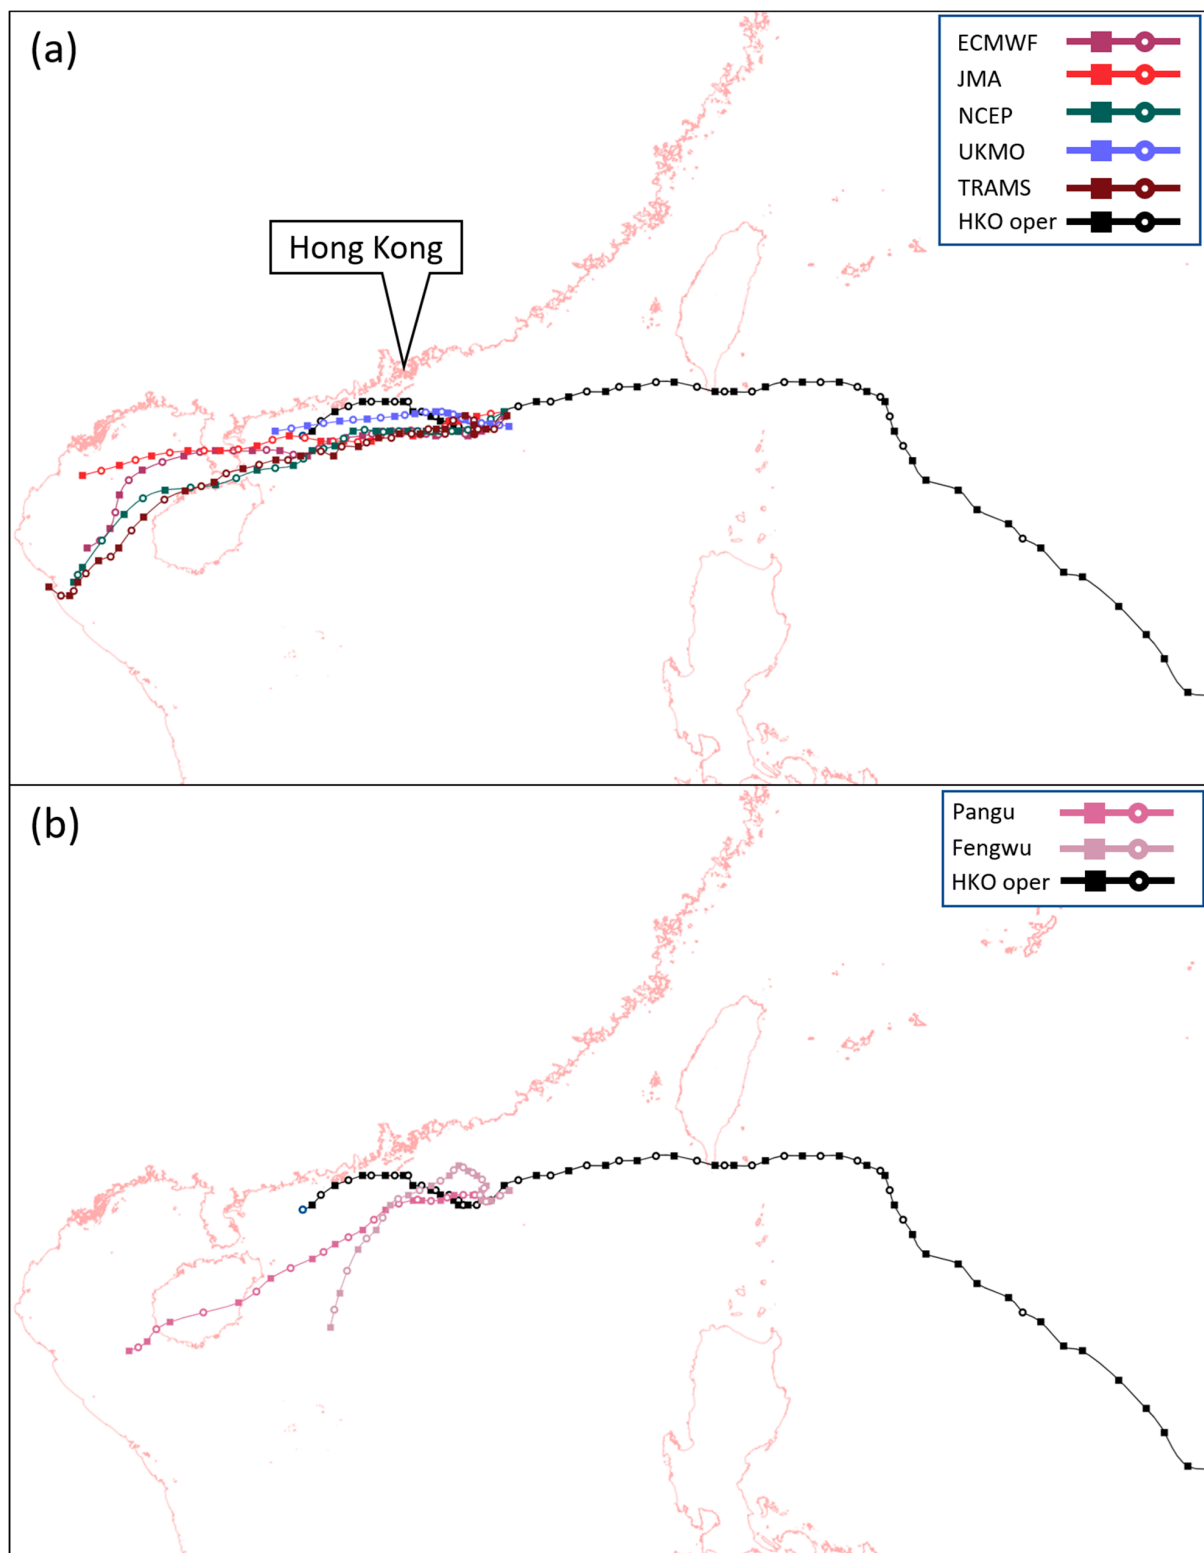 (a)
ECMWF
JMA
NCEP
UKMO
TRAMS
HKO oper
Hong Kong
(b)
Pangu
Fengwu
HKO oper